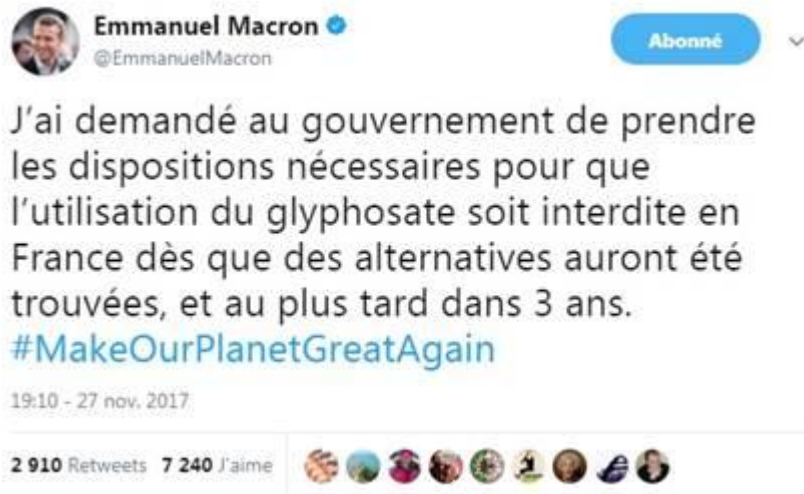 Emmanuel Macron
@EmmanuelMacron
Abonné
J'ai demandé au gouvernement de prendre
les dispositions nécessaires pour que
l'utilisation du glyphosate soit interdite en
France dès que des alternatives auront été
trouvées, et au plus tard dans 3 ans.
#MakeOurPlanetGreatAgain
19:10 - 27 nov. 2017
2 910 Retweets 7 240 J'aime